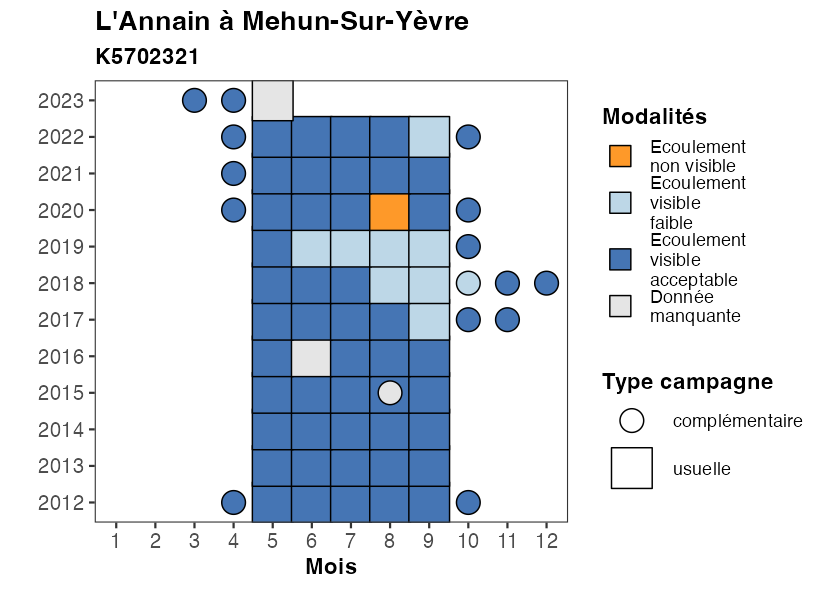 L'Annain à Mehun-Sur-Yèvre
K5702321
2023
2022
2021
2020
2019
2018
2017
2016
2015
2014
2013
2012
1 2 3 4 5 6 7 8 9 10 11 12
Mois
Modalités
Ecoulement
non visible
Ecoulement
visible
faible
Ecoulement
visible
acceptable
Donnée
manquante
Type campagne
complémentaire
usuelle